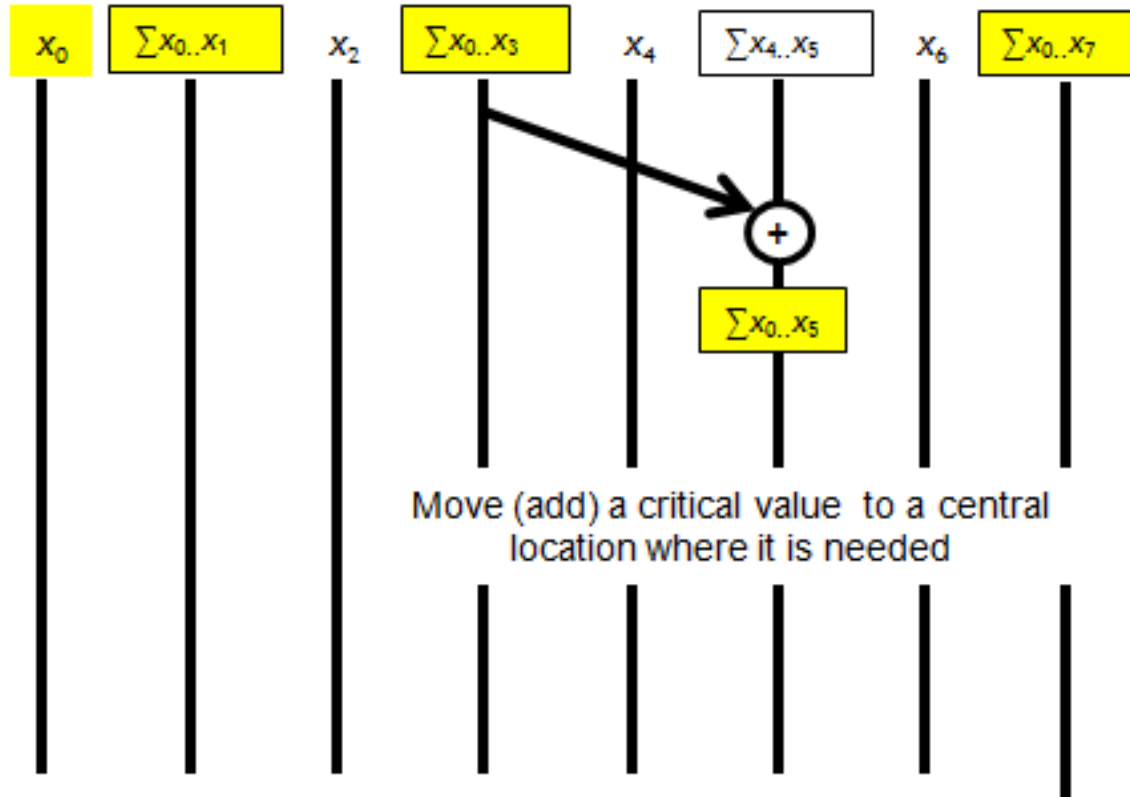 x₀ ∑x₀..x₁ x₂ ∑x₀..x₃ x₄ ∑x₄..x₅ x₆ ∑x₀..x₇
+
∑x₀..x₅
Move (add) a critical value to a central
location where it is needed